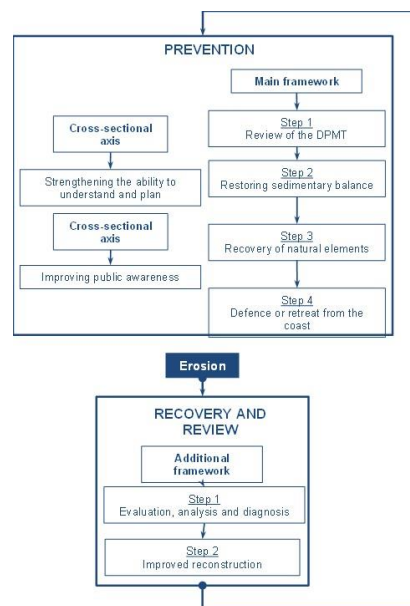 PREVENTION
Main framework
Step 1
Review of the DPMT
Cross-sectional
axis
Step 2
Restoring sedimentary balance
Strengthening the ability to
understand and plan
Cross-sectional
axis
Step 3
Recovery of natural elements
Improving public awareness
Step 4
Defence or retreat from the
coast
Erosion
RECOVERY AND
REVIEW
Additional
framework
Step 1
Evaluation, analysis and diagnosis
Step 2
Improved reconstruction